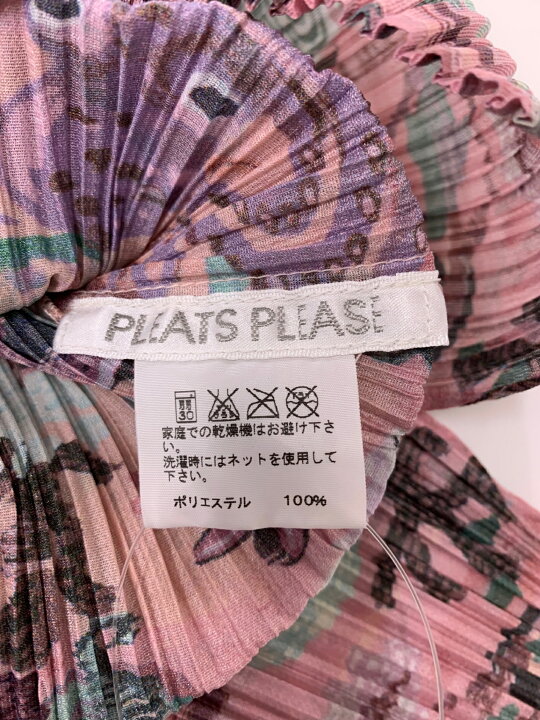 PLEATS PLEASE
30
家庭での乾燥機はお避け下さ
い。
洗濯時にはネットを使用して
下さい。
ポリエステル 100%